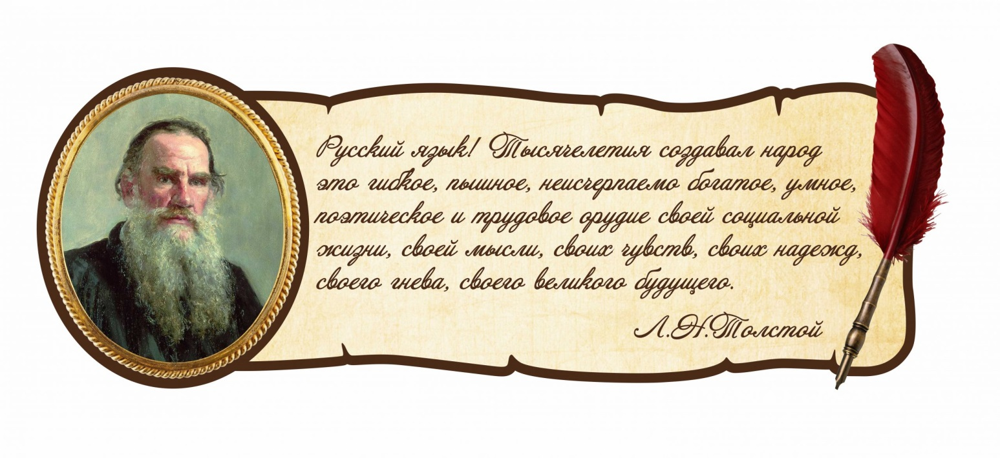 Русский язык! Тысячелетия создавал народ
это гибкое, пышное, неисчерпаемо богатое, умное,
поэтическое и трудовое орудие своей социальной
жизни, своей мысли, своих чувств, своих надежд,
своего гнева, своего великого будущего.
Л.Н.Толстой